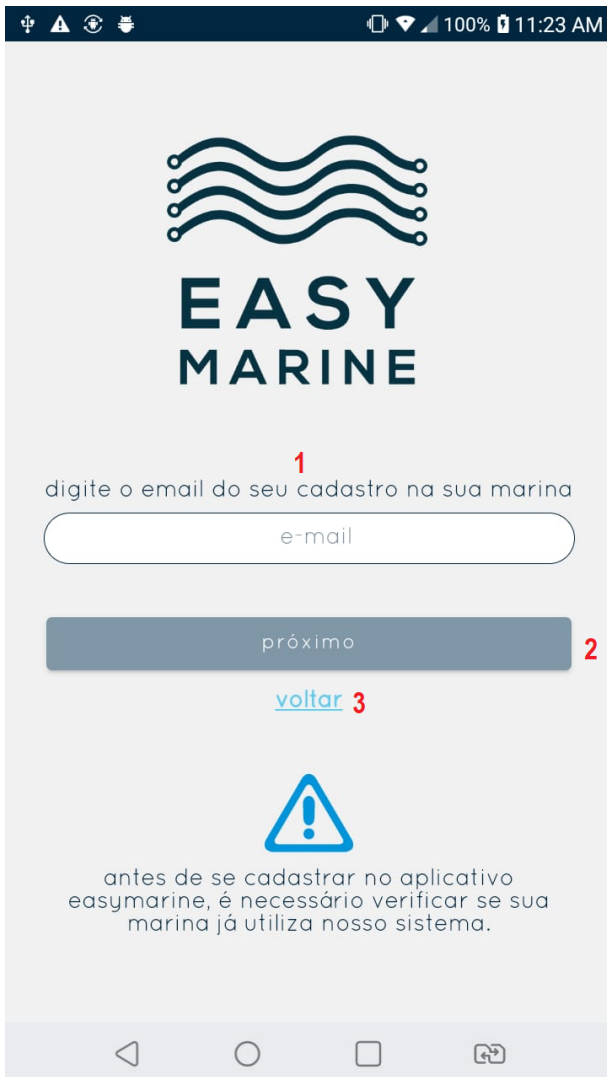 100% 11:23 AM
EASY
MARINE
1
digite o email do seu cadastro na sua marina
e-mail
próximo
2
voltar 3
antes de se cadastrar no aplicativo
easymarine, é necessário verificar se sua
marina já utiliza nosso sistema.